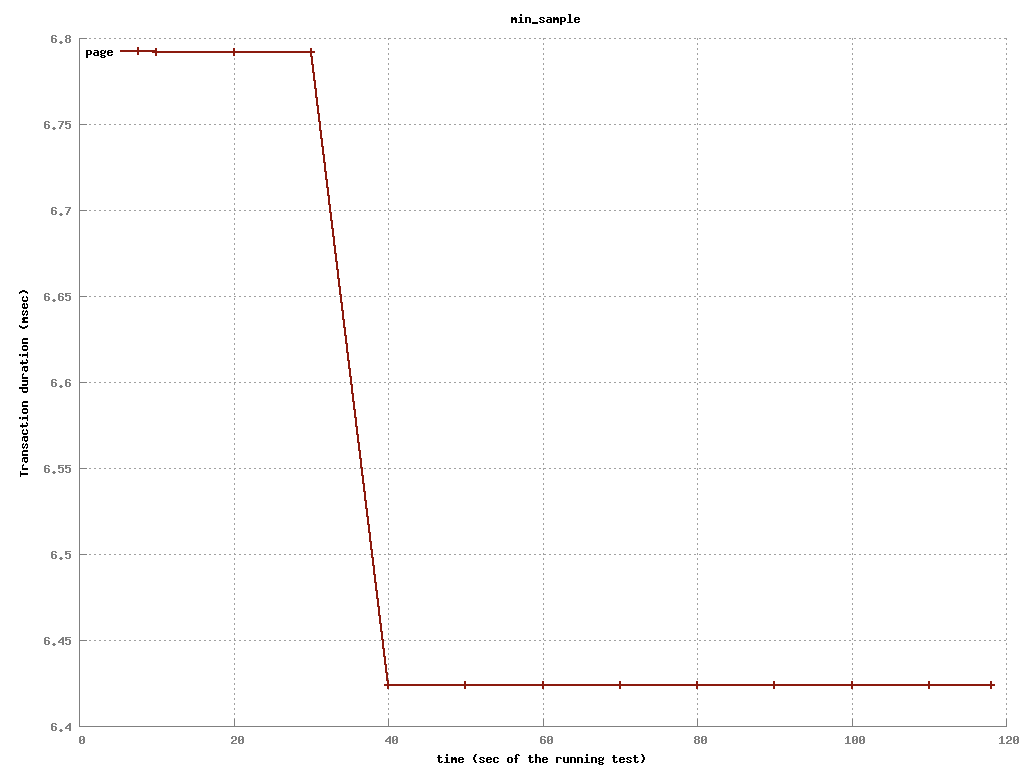 min_sample
page
6.8
6.75
6.7
6.65
6.6
6.55
6.5
6.45
6.4
Transaction duration (msec)
0 20 40 60 80 100 120
time (sec of the running test)